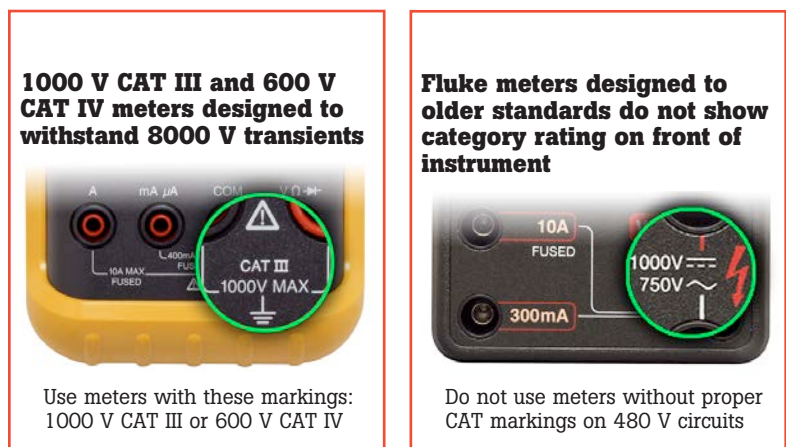 1000 V CAT III and 600 V
CAT IV meters designed to
withstand 8000 V transients
A
mA µA
COM
V Ω
400mA
FUSED
10A MAX
FUSED
CAT III
1000V MAX
Use meters with these markings:
1000 V CAT III or 600 V CAT IV
Fluke meters designed to
older standards do not show
category rating on front of
instrument
10A
FUSED
1000V
750V
300mA
Do not use meters without proper
CAT markings on 480 V circuits